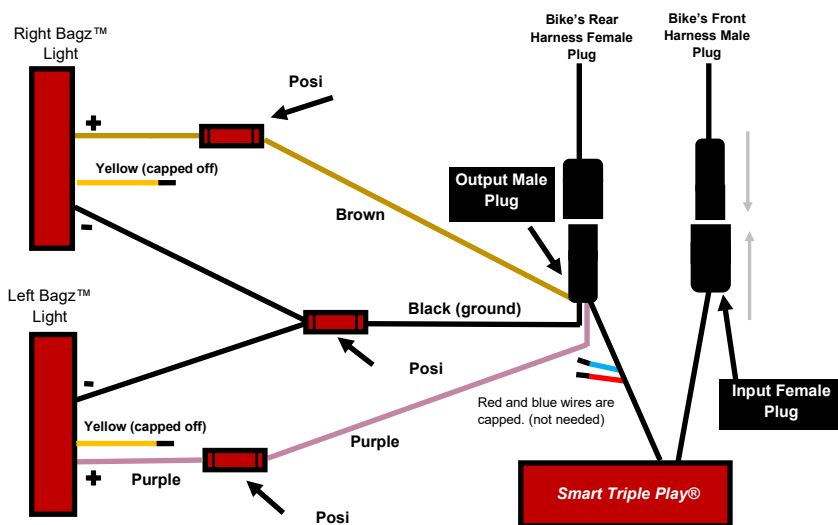 Bike's Rear
Harness Female
Plug
Bike's Front
Harness Male
Plug
Right Bagz™
Light
Posi
+
Yellow (capped off)
-
Output Male
Plug
Brown
Left Bagz™
Light
Black (ground)
-
Posi
Red and blue wires are
capped. (not needed)
Input Female
Plug
Yellow (capped off)
Purple
+
Purple
Posi
Smart Triple Play®